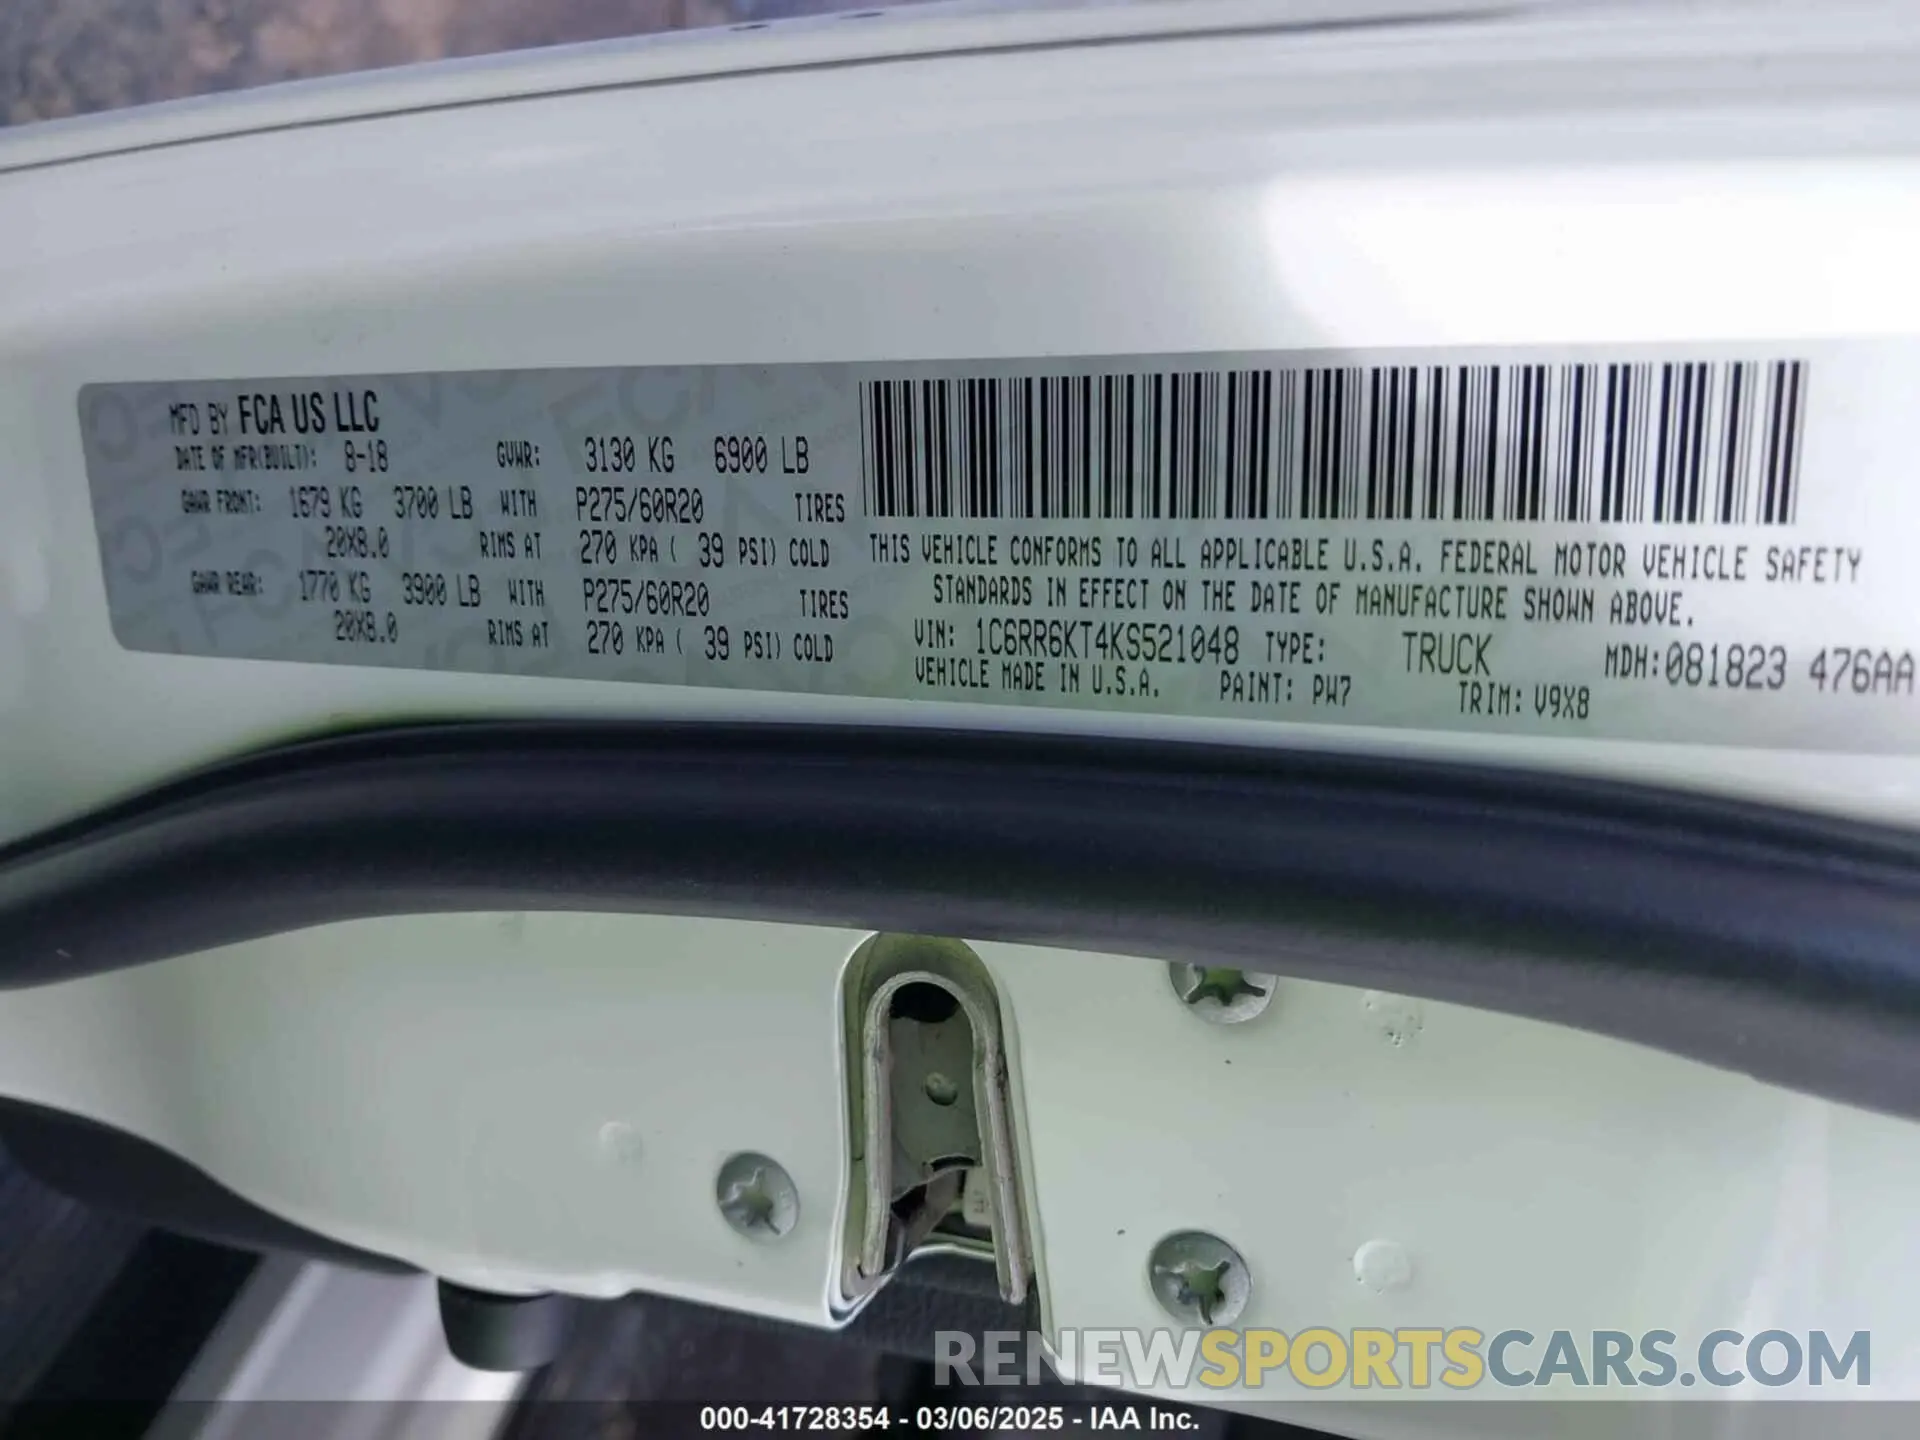 MFD BY FCA US LLC
DATE OF MFR(BUILT): 8-18 GVWR: 3130 KG 6900 LB
GAWR FRONT: 1679 KG 3700 LB WITH P275/60R20 TIRES
20X8.0 RIMS AT 270 KPA ( 39 PSI) COLD
GAWR REAR: 1770 KG 3900 LB WITH P275/60R20 TIRES
20X8.0 RIMS AT 270 KPA ( 39 PSI) COLD
THIS VEHICLE CONFORMS TO ALL APPLICABLE U.S.A. FEDERAL MOTOR VEHICLE SAFETY
STANDARDS IN EFFECT ON THE DATE OF MANUFACTURE SHOWN ABOVE.
VIN: 1C6RR6KT4KS521048 TYPE: TRUCK MDH:081823 476AA
VEHICLE MADE IN U.S.A. PAINT: PW7 TRIM: V9X8
RENEWSPORTSCARS.COM
000-41728354 - 03/06/2025 - IAA Inc.